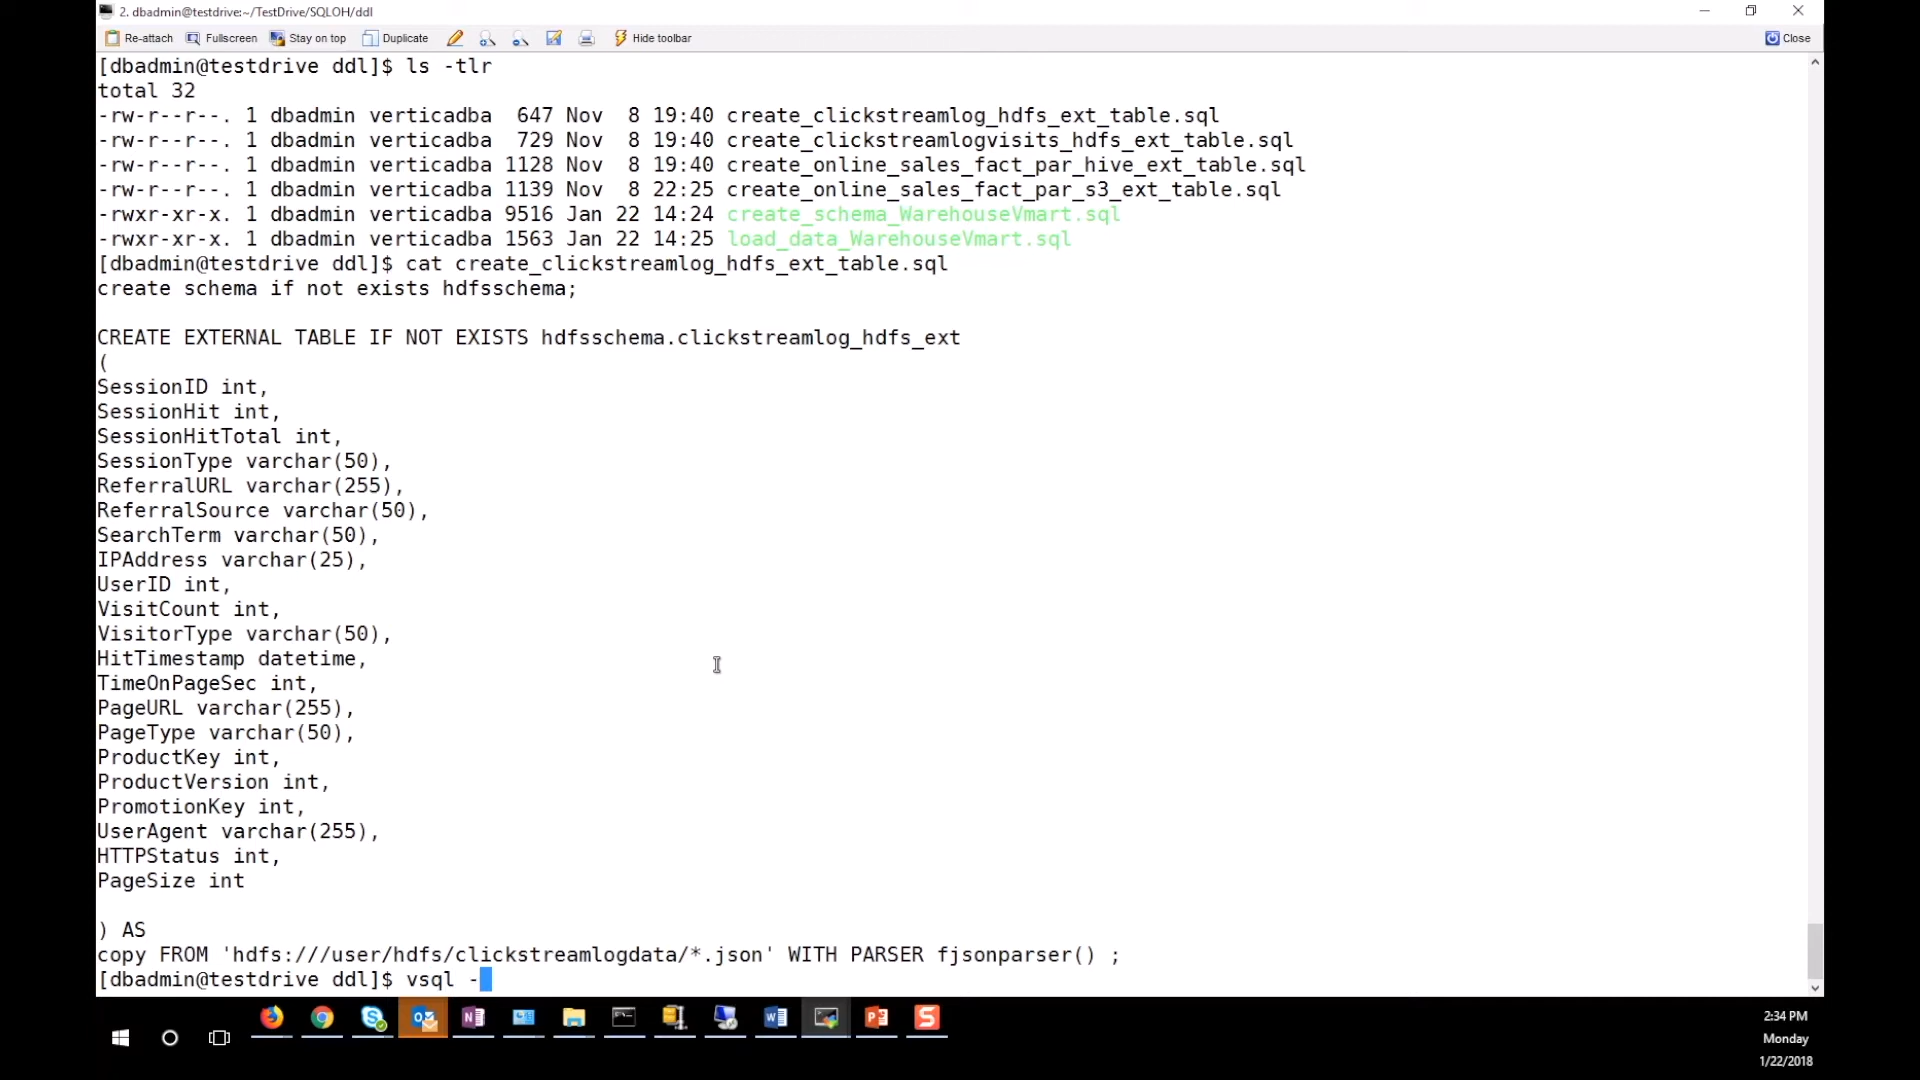 2. dbadmin@testdrive:~/TestDrive/SQLOH/ddl
Re-attach Fullscreen Stay on top Duplicate Hide toolbar Close
[dbadmin@testdrive ddl]$ ls -tlr
total 32
-rw-r--r--. 1 dbadmin verticadba  647 Nov  8 19:40 create_clickstreamlog_hdfs_ext_table.sql
-rw-r--r--. 1 dbadmin verticadba  729 Nov  8 19:40 create_clickstreamlogvisits_hdfs_ext_table.sql
-rw-r--r--. 1 dbadmin verticadba 1128 Nov  8 19:40 create_online_sales_fact_par_hive_ext_table.sql
-rw-r--r--. 1 dbadmin verticadba 1139 Nov  8 22:25 create_online_sales_fact_par_s3_ext_table.sql
-rwxr-xr-x. 1 dbadmin verticadba 9516 Jan 22 14:24 create_schema_WarehouseVmart.sql
-rwxr-xr-x. 1 dbadmin verticadba 1563 Jan 22 14:25 load_data_WarehouseVmart.sql
[dbadmin@testdrive ddl]$ cat create_clickstreamlog_hdfs_ext_table.sql
create schema if not exists hdfsschema;
CREATE EXTERNAL TABLE IF NOT EXISTS hdfsschema.clickstreamlog_hdfs_ext
(
SessionID int,
SessionHit int,
SessionHitTotal int,
SessionType varchar(50),
ReferralURL varchar(255),
ReferralSource varchar(50),
SearchTerm varchar(50),
IPAddress varchar(25),
UserID int,
VisitCount int,
VisitorType varchar(50),
HitTimestamp datetime,
TimeOnPageSec int,
PageURL varchar(255),
PageType varchar(50),
ProductKey int,
ProductVersion int,
PromotionKey int,
UserAgent varchar(255),
HTTPStatus int,
PageSize int
) AS
copy FROM 'hdfs:///user/hdfs/clickstreamlogdata/*.json' WITH PARSER fjsonparser() ;
[dbadmin@testdrive ddl]$ vsql -
2:34 PM
Monday
1/22/2018